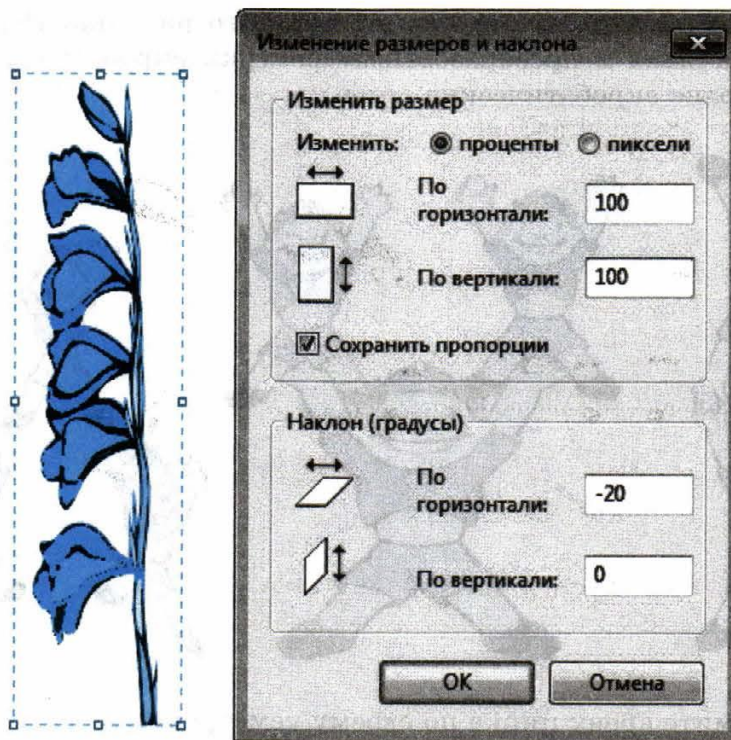 Изменение размеров и наклона
Изменить размер
Изменить: проценты пиксели
По
горизонтали: 100
По вертикали: 100
Сохранить пропорции
Наклон (градусы)
По
горизонтали: -20
По вертикали: 0
ОК Отмена